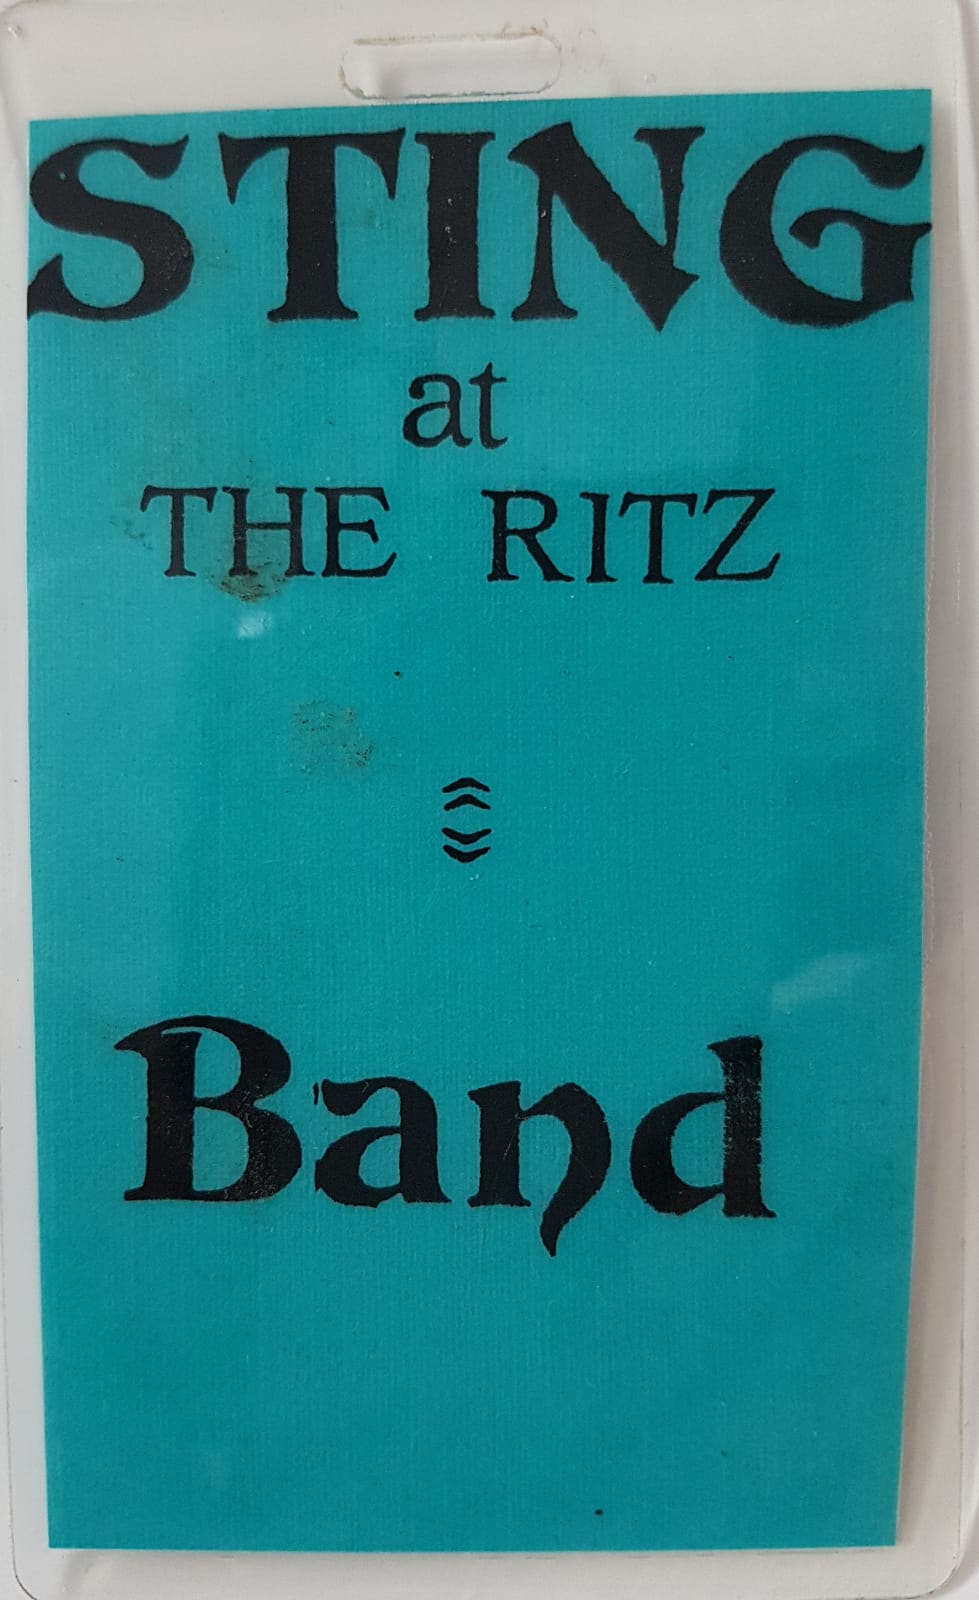 STING
at
THE RITZ
Band